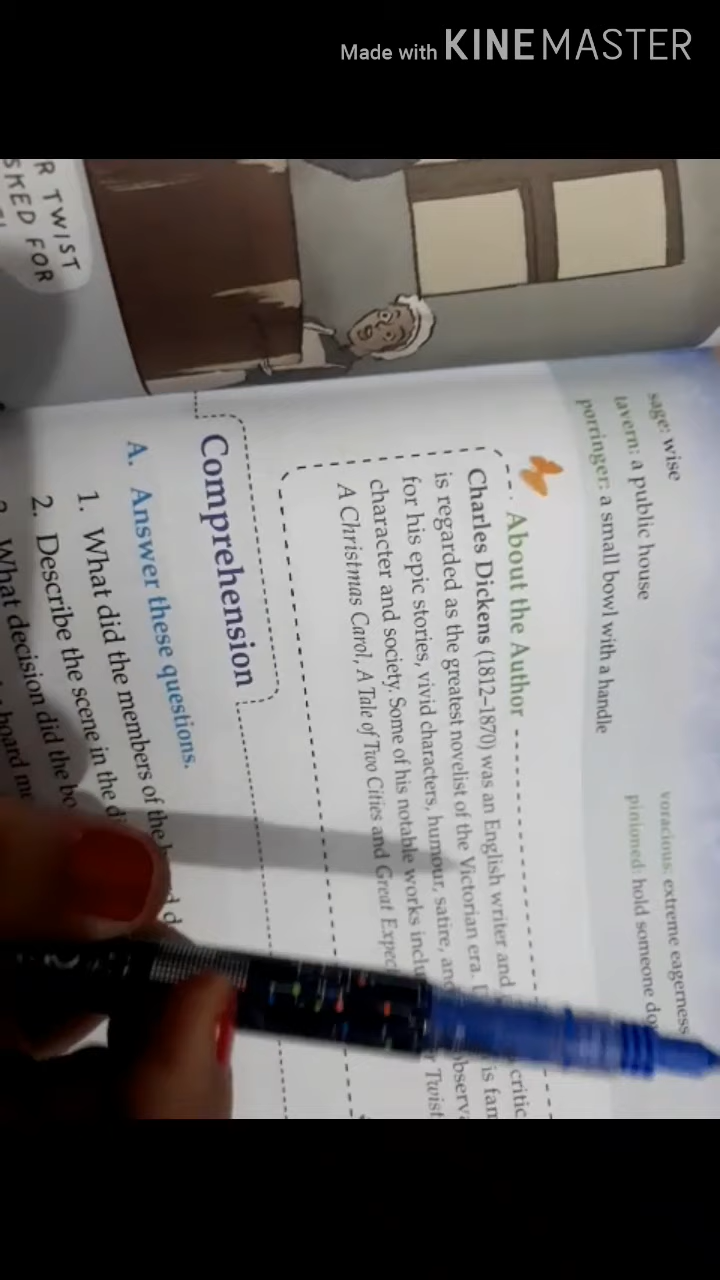 Made with KINEMASTER
R TWIST
SKED FOR
sage: wise
tavern: a public house
porringer: a small bowl with a handle
voracious: extreme eagerness
pinioned: hold someone
About the Author
Charles Dickens (1812–1870) was an English writer and critic
is regarded as the greatest novelist of the Victorian era. is
for his epic stories, vivid characters, humour, satire, and
character and society. Some of his notable works Twist
A Christmas Carol, A Tale of Two Cities and Great
Comprehension
A. Answer these questions.
1. What did the members of the
2. Describe the scene in the
What decision did the
board